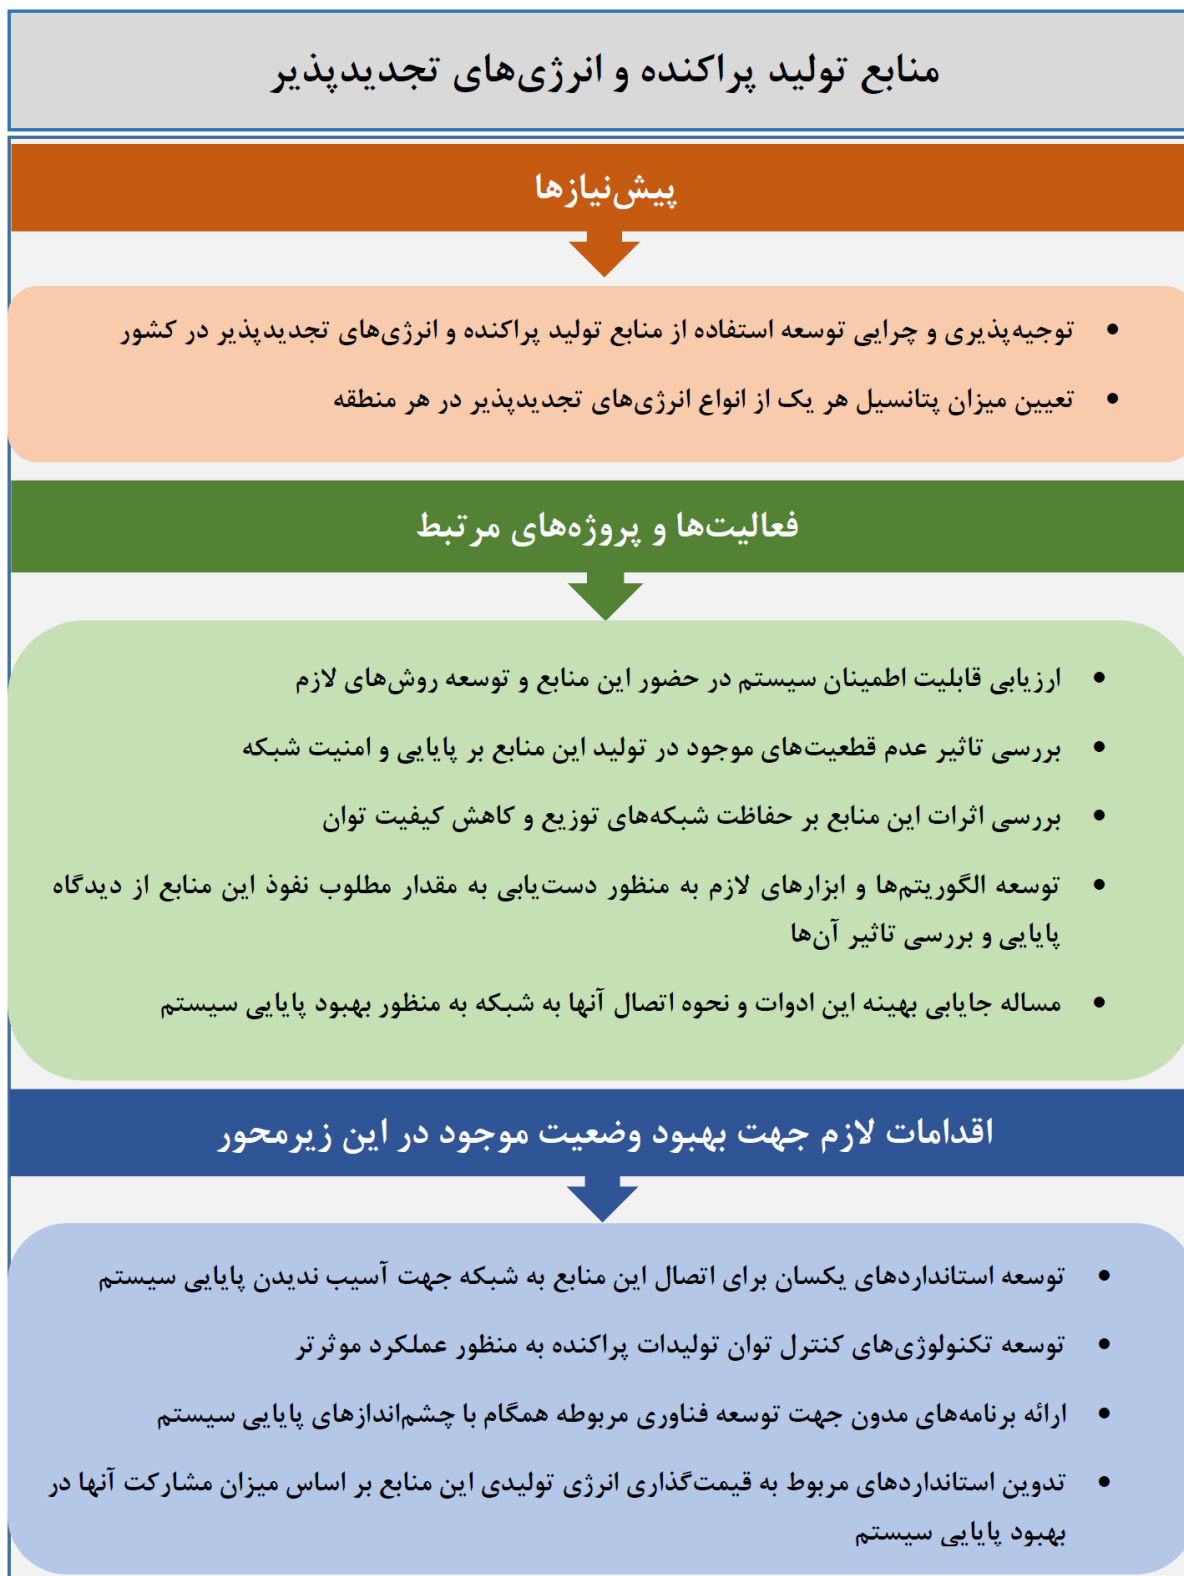 منابع تولید پراکنده و انرژی‌های تجدیدپذیر
پیش‌نیازها
• توجیه‌پذیری و چرایی توسعه استفاده از منابع تولید پراکنده و انرژی‌های تجدیدپذیر در کشور
• تعیین میزان پتانسیل هر یک از انواع انرژی‌های تجدیدپذیر در هر منطقه
فعالیت‌ها و پروژه‌های مرتبط
• ارزیابی قابلیت اطمینان سیستم در حضور این منابع و توسعه روش‌های لازم
• بررسی تاثیر عدم قطعیت‌های موجود در تولید این منابع بر پایایی و امنیت شبکه
• بررسی اثرات این منابع بر حفاظت شبکه‌های توزیع و کاهش کیفیت توان
• توسعه الگوریتم‌ها و ابزارهای لازم به منظور دست‌یابی به مقدار مطلوب نفوذ این منابع از دیدگاه
پایایی و بررسی تاثیر آن‌ها
• مساله جایابی بهینه این ادوات و نحوه اتصال آنها به شبکه به منظور بهبود پایایی سیستم
اقدامات لازم جهت بهبود وضعیت موجود در این زیرمحور
• توسعه استانداردهای یکسان برای اتصال این منابع به شبکه جهت آسیب ندیدن پایایی سیستم
• توسعه تکنولوژی‌های کنترل توان تولیدات پراکنده به منظور عملکرد موثرتر
• ارائه برنامه‌های مدون جهت توسعه فناوری مربوطه همگام با چشم‌اندازهای پایایی سیستم
• تدوین استانداردهای مربوط به قیمت‌گذاری انرژی تولیدی این منابع بر اساس میزان مشارکت آنها در
بهبود پایایی سیستم